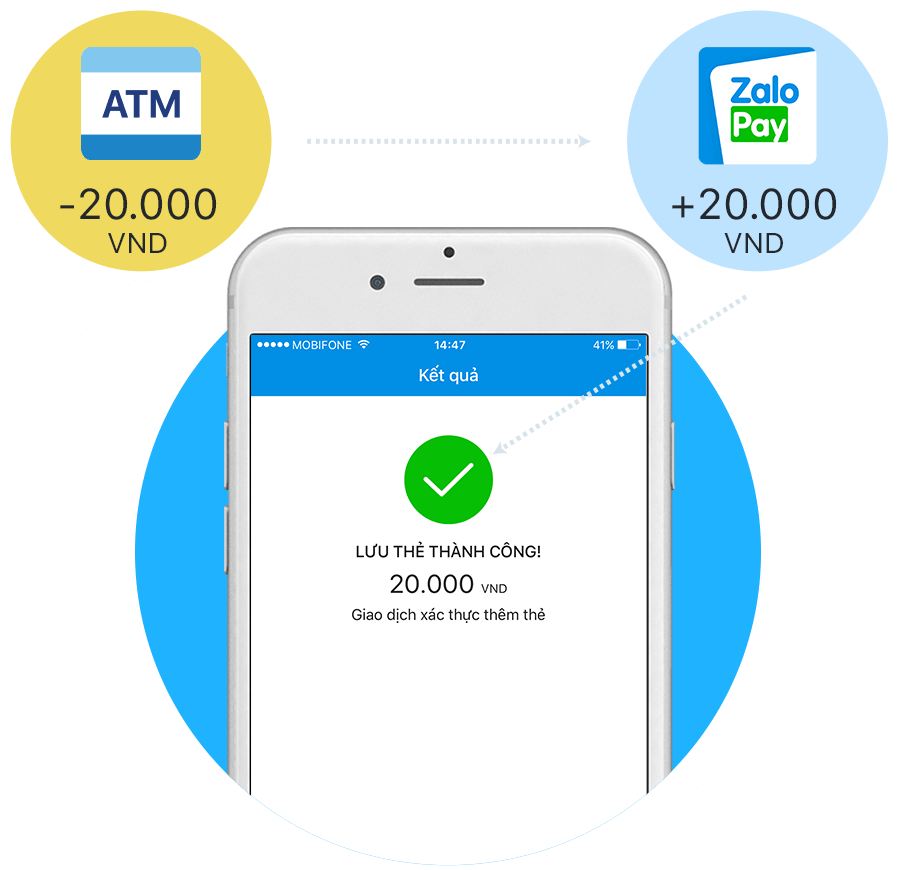 ATM
-20.000
VND
Zalo
Pay
+20.000
VND
MOBIFONE 14:47 41%
Kết quả
LƯU THẺ THÀNH CÔNG!
20.000 VND
Giao dịch xác thực thêm thẻ